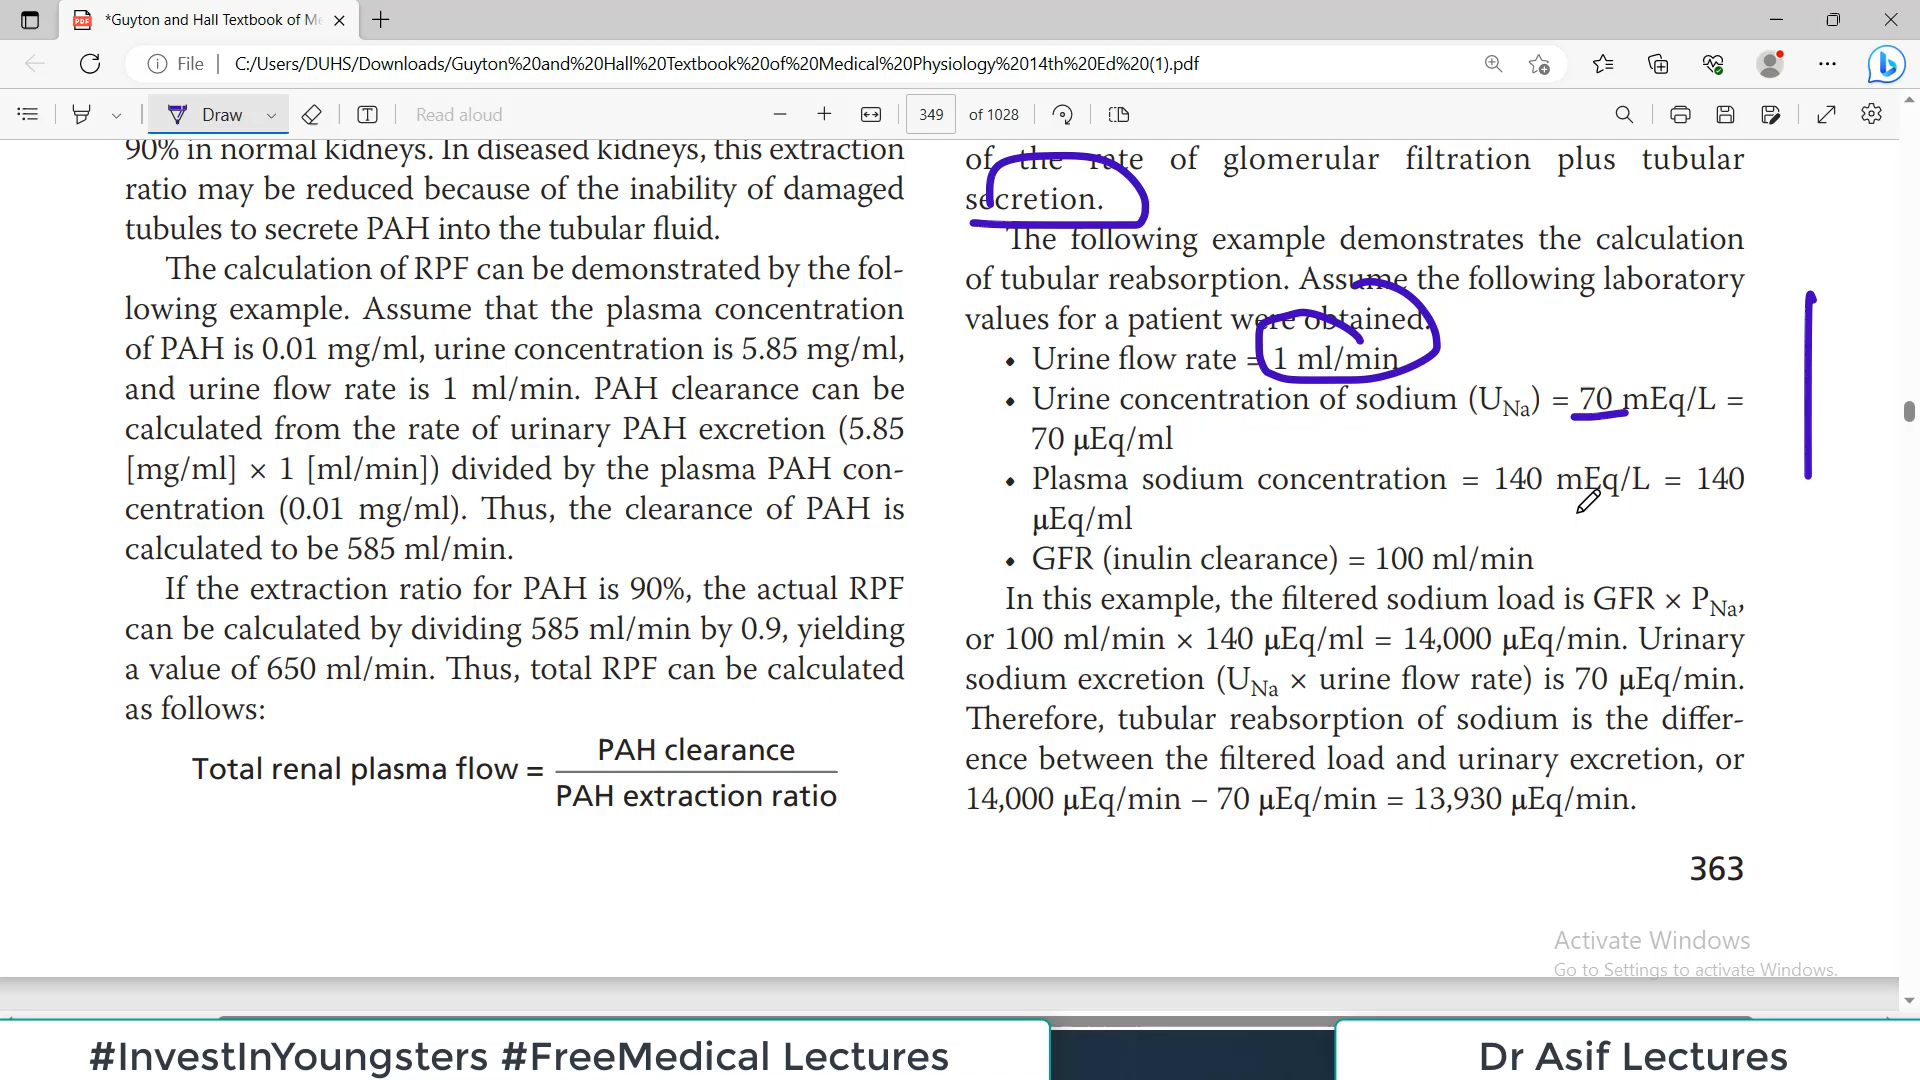 *Guyton and Hall Textbook of Me
File
C:/Users/DUHS/Downloads/Guyton%20and%20Hall%20Textbook%20of%20Medical%20Physiology%2014th%20Ed%20(1).pdf
Draw
Read aloud
349 of 1028
90% in normal kidneys. In diseased kidneys, this extraction
ratio may be reduced because of the inability of damaged
tubules to secrete PAH into the tubular fluid.
The calculation of RPF can be demonstrated by the fol-
lowing example. Assume that the plasma concentration
of PAH is 0.01 mg/ml, urine concentration is 5.85 mg/ml,
and urine flow rate is 1 ml/min. PAH clearance can be
calculated from the rate of urinary PAH excretion (5.85
[mg/ml] × 1 [ml/min]) divided by the plasma PAH con-
centration (0.01 mg/ml). Thus, the clearance of PAH is
calculated to be 585 ml/min.
If the extraction ratio for PAH is 90%, the actual RPF
can be calculated by dividing 585 ml/min by 0.9, yielding
a value of 650 ml/min. Thus, total RPF can be calculated
as follows:
Total renal plasma flow = PAH clearance
PAH extraction ratio
of the rate of glomerular filtration plus tubular
secretion.
The following example demonstrates the calculation
of tubular reabsorption. Assume the following laboratory
values for a patient were obtained.
• Urine flow rate = 1 ml/min
• Urine concentration of sodium (UNa) = 70 mEq/L =
70 μEq/ml
• Plasma sodium concentration = 140 mEq/L = 140
μEq/ml
• GFR (inulin clearance) = 100 ml/min
In this example, the filtered sodium load is GFR × PNa,
or 100 ml/min × 140 μEq/ml = 14,000 μEq/min. Urinary
sodium excretion (UNa × urine flow rate) is 70 μEq/min.
Therefore, tubular reabsorption of sodium is the differ-
ence between the filtered load and urinary excretion, or
14,000 μEq/min – 70 μEq/min = 13,930 μEq/min.
363
Activate Windows
Go to Settings to activate Windows.
#InvestInYoungsters #FreeMedical Lectures
Dr Asif Lectures